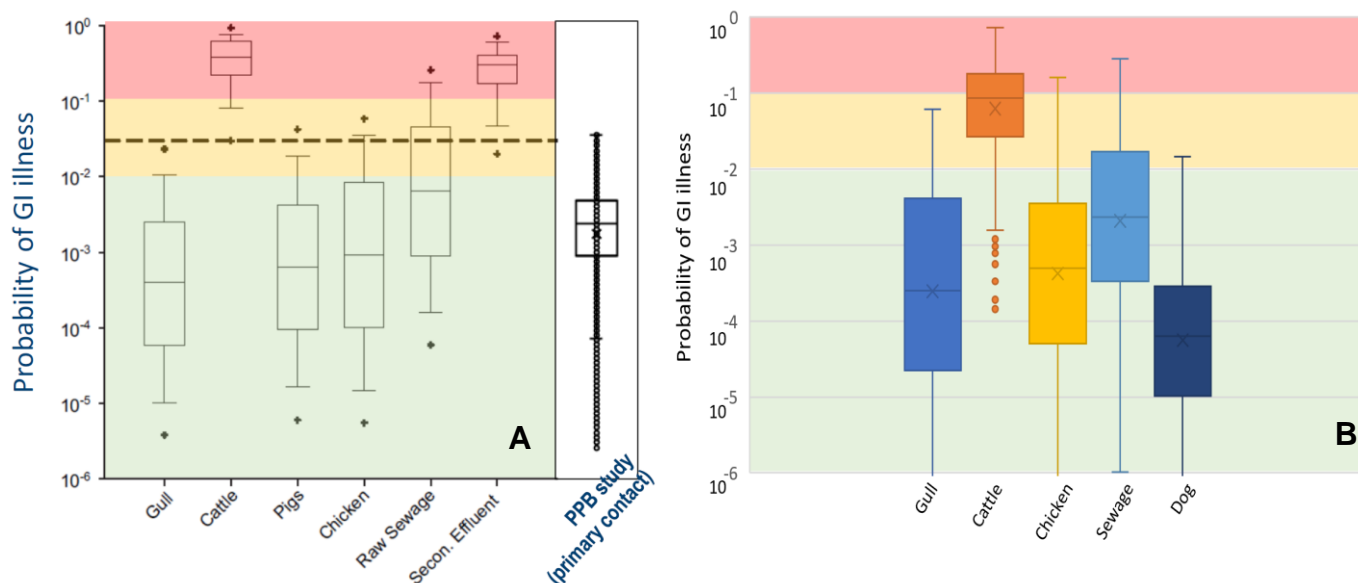 Probability of GI illness
10⁰
10⁻¹
10⁻²
10⁻³
10⁻⁴
10⁻⁵
10⁻⁶
A
Gull
Cattle
Pigs
Chicken
Raw Sewage
Secon. Effluent
PPB study
(primary contact)
Probability of GI illness
0
10
-1
10
-2
10
-3
10
-4
10
-5
10
-6
10
B
Gull
Cattle
Chicken
Sewage
Dog